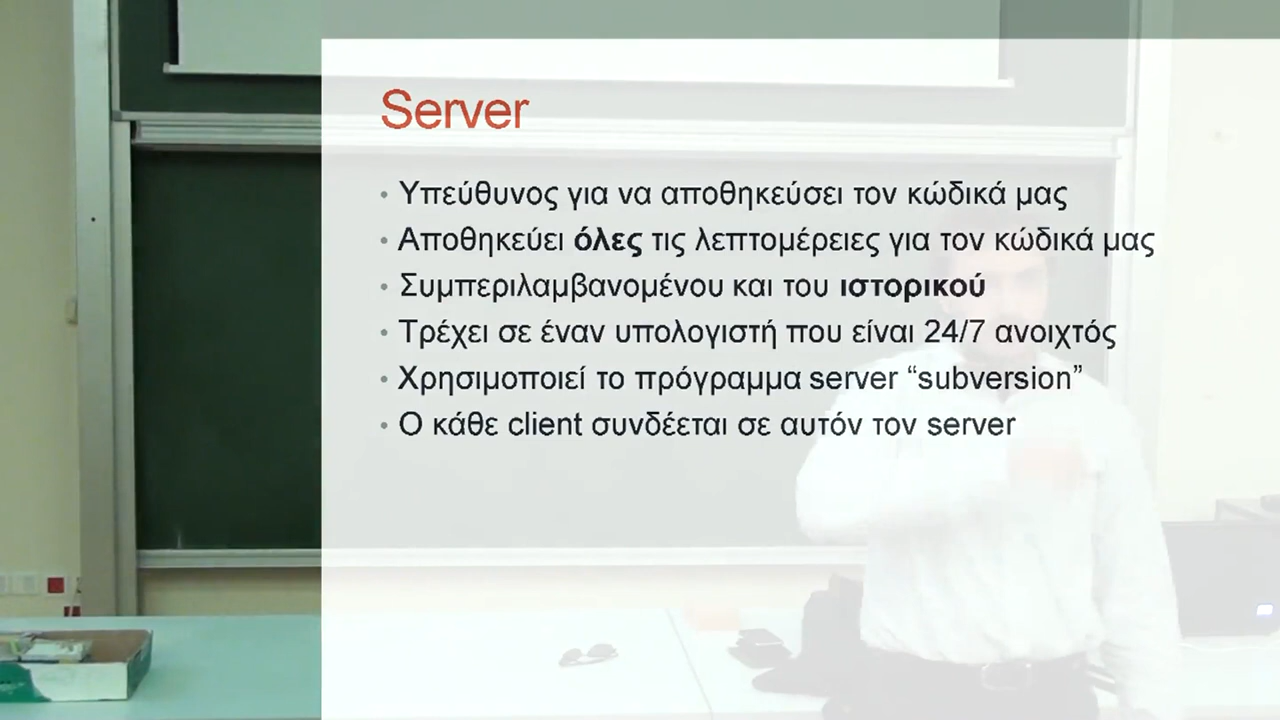 Server
• Υπεύθυνος για να αποθηκεύσει τον κώδικά μας
• Αποθηκεύει όλες τις λεπτομέρειες για τον κώδικά μας
• Συμπεριλαμβανομένου και του ιστορικού
• Τρέχει σε έναν υπολογιστή που είναι 24/7 ανοιχτός
• Χρησιμοποιεί το πρόγραμμα server “subversion”
• Ο κάθε client συνδέεται σε αυτόν τον server